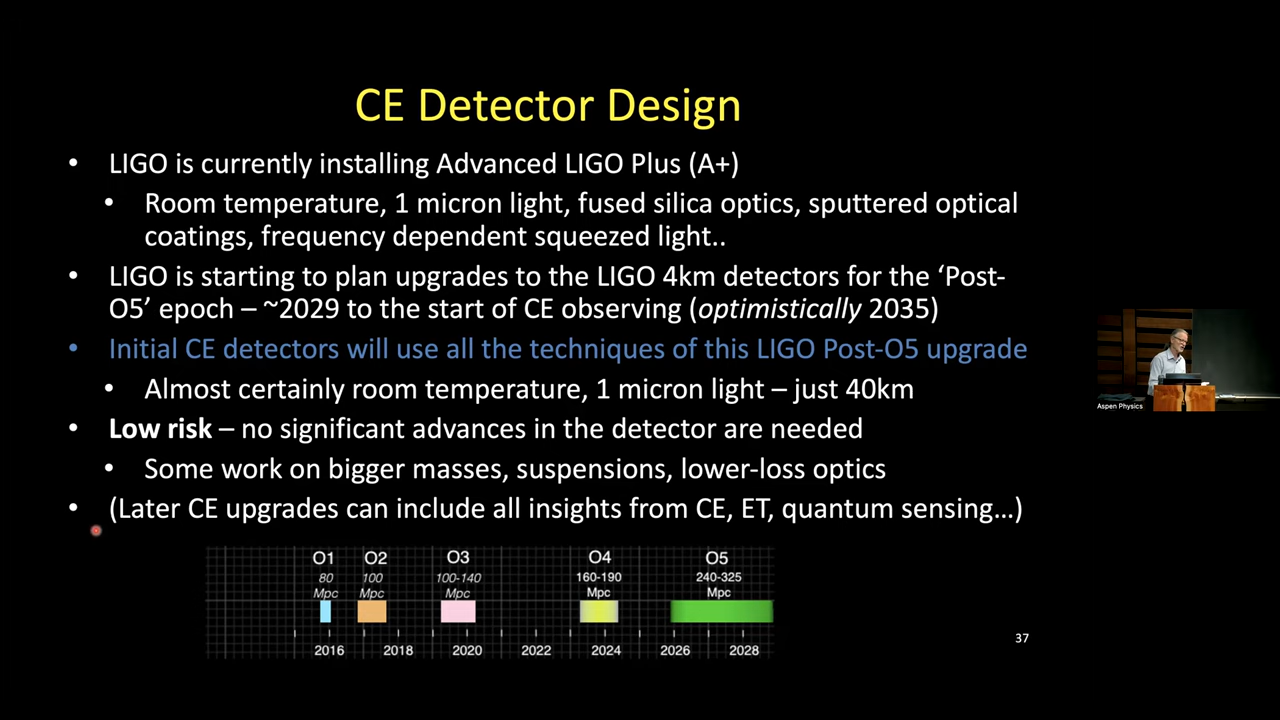 CE Detector Design
• LIGO is currently installing Advanced LIGO Plus (A+)
• Room temperature, 1 micron light, fused silica optics, sputtered optical
coatings, frequency dependent squeezed light..
• LIGO is starting to plan upgrades to the LIGO 4km detectors for the ‘Post-
O5’ epoch – ~2029 to the start of CE observing (optimistically 2035)
• Initial CE detectors will use all the techniques of this LIGO Post-O5 upgrade
• Almost certainly room temperature, 1 micron light – just 40km
• Low risk – no significant advances in the detector are needed
• Some work on bigger masses, suspensions, lower-loss optics
• (Later CE upgrades can include all insights from CE, ET, quantum sensing…)
O1 O2 O3 O4 O5
80 100 100-140 160-190 240-325
Mpc Mpc Mpc Mpc Mpc
2016 2018 2020 2022 2024 2026 2028
37
Aspen Physics